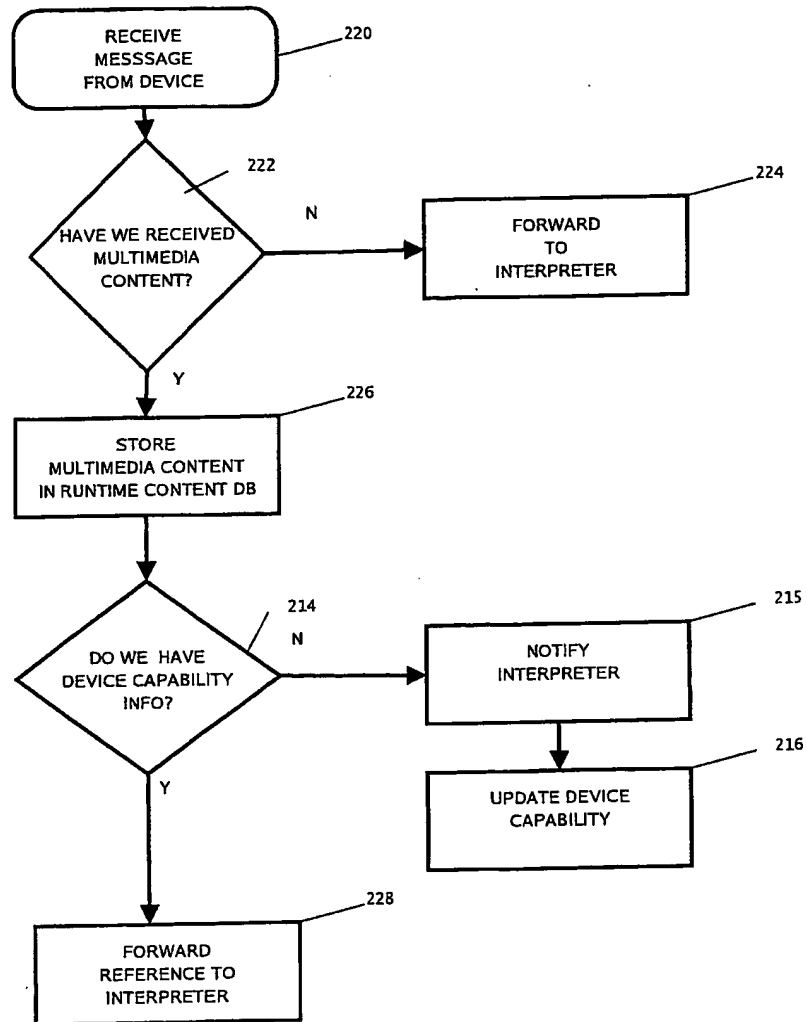 RECEIVE
MESSSAGE
FROM DEVICE
220
222
HAVE WE RECEIVED
MULTIMEDIA
CONTENT?
N
224
FORWARD
TO
INTERPRETER
Y
226
STORE
MULTIMEDIA CONTENT
IN RUNTIME CONTENT DB
214
DO WE HAVE
DEVICE CAPABILITY
INFO?
N
215
NOTIFY
INTERPRETER
216
UPDATE DEVICE
CAPABILITY
Y
228
FORWARD
REFERENCE TO
INTERPRETER